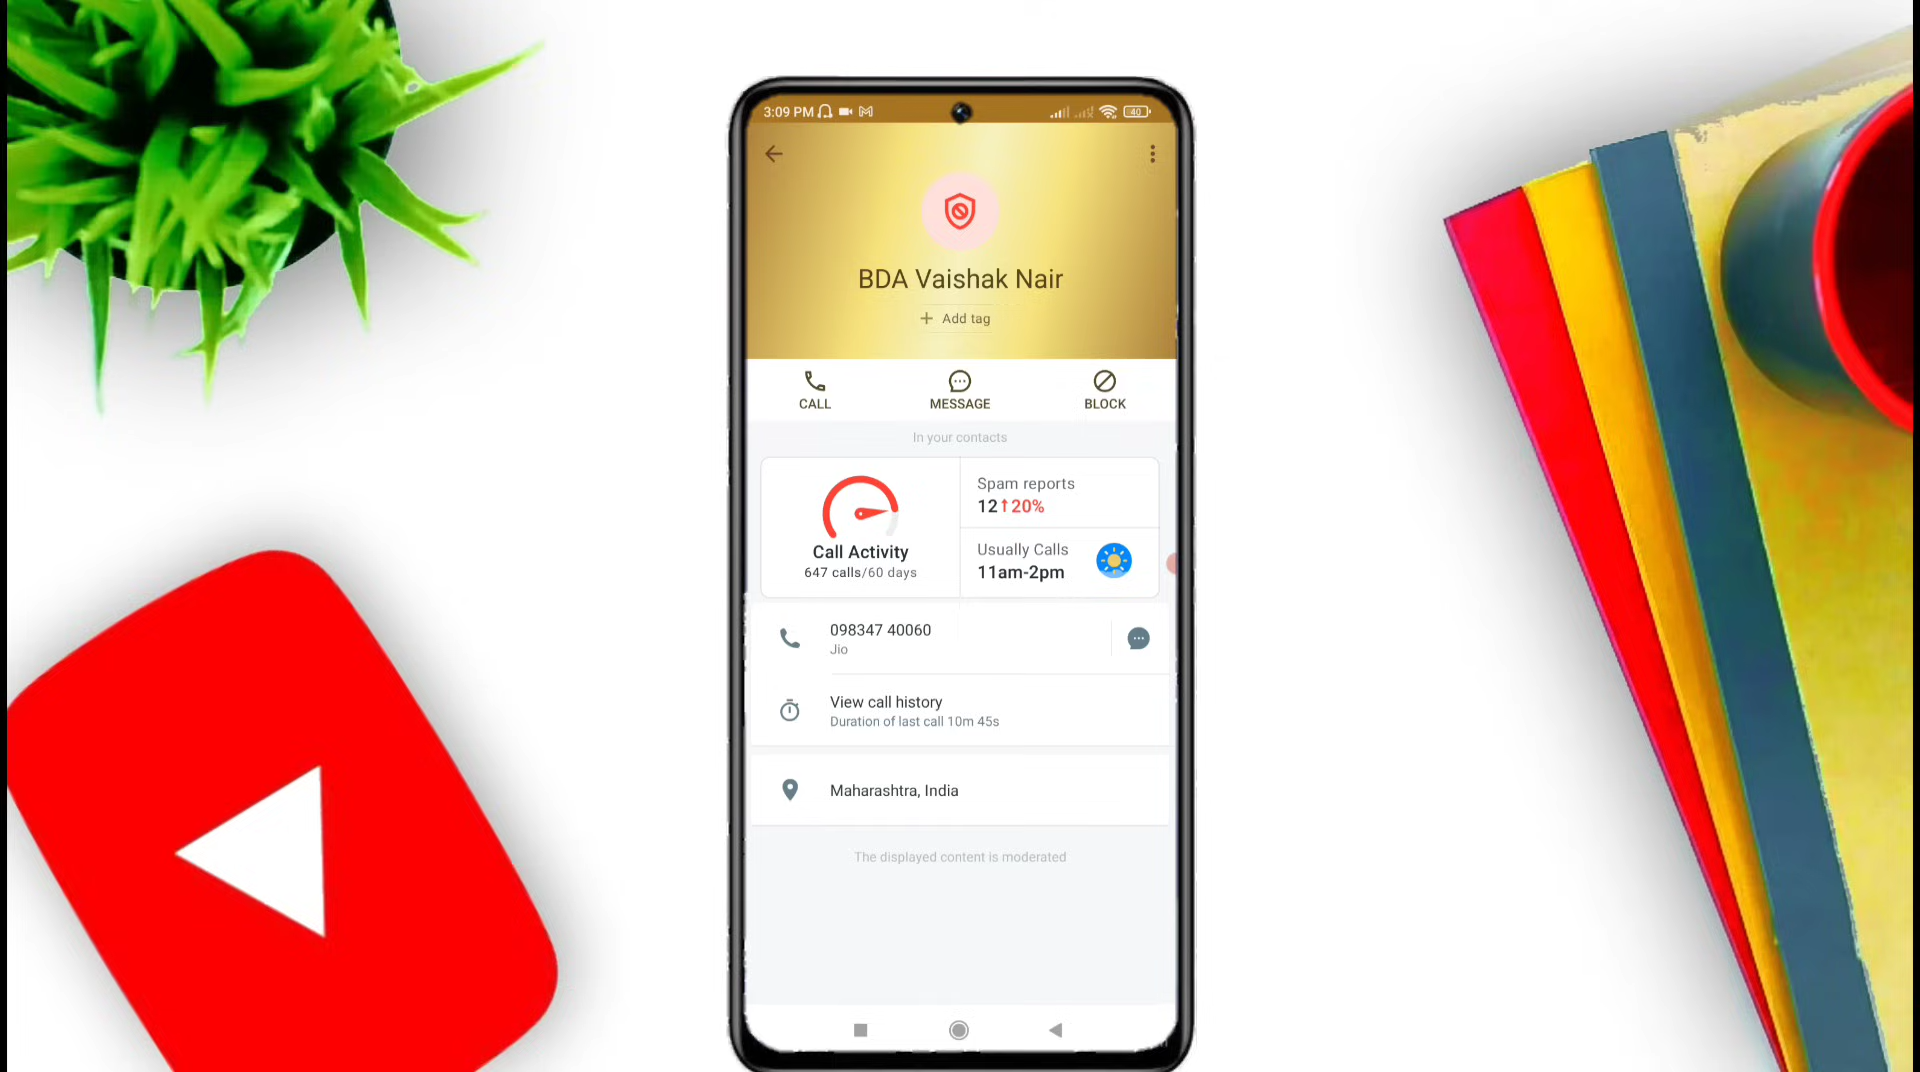 3:09 PM
40
BDA Vaishak Nair
+ Add tag
CALL
MESSAGE
BLOCK
In your contacts
Call Activity
647 calls/60 days
Spam reports
12↑20%
Usually Calls
11am-2pm
098347 40060
Jio
View call history
Duration of last call 10m 45s
Maharashtra, India
The displayed content is moderated